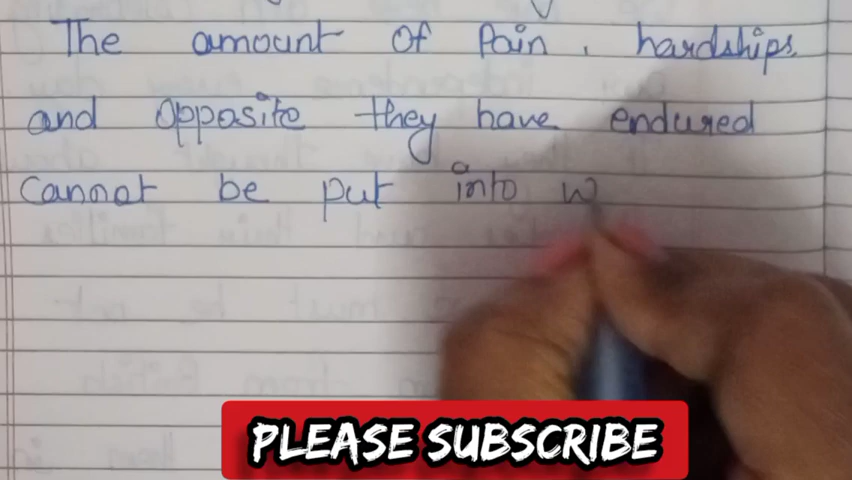 The amount of Pain , hardships,
and opposite they have endured
cannot be put into w
PLEASE SUBSCRIBE